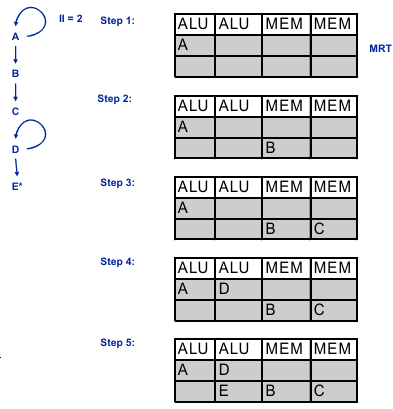 II = 2
A
B
C
D
E*
Step 1:
ALU ALU MEM MEM
A
MRT
Step 2:
ALU ALU MEM MEM
A
B
Step 3:
ALU ALU MEM MEM
A
B C
Step 4:
ALU ALU MEM MEM
A D
B C
Step 5:
ALU ALU MEM MEM
A D
E B C